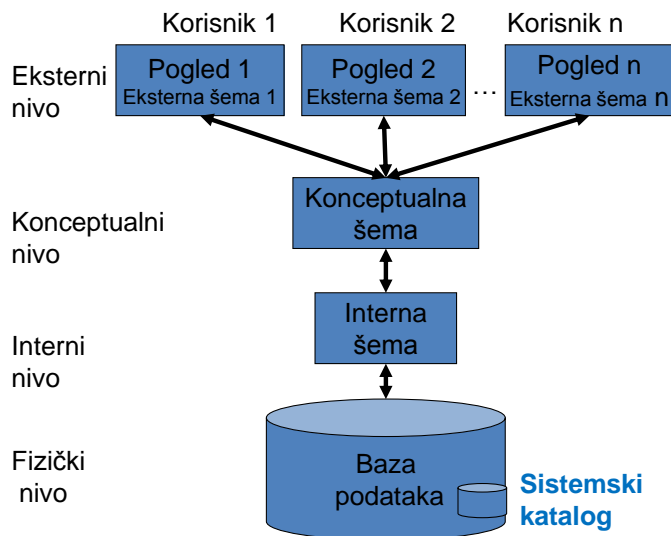 Korisnik 1 Korisnik 2 Korisnik n
Eksterni
nivo
Pogled 1
Eksterna šema 1
Pogled 2
Eksterna šema 2
...
Pogled n
Eksterna šema n
Konceptualni
nivo
Konceptualna
šema
Interni
nivo
Interna
šema
Fizički
nivo
Baza
podataka
Sistemski
katalog